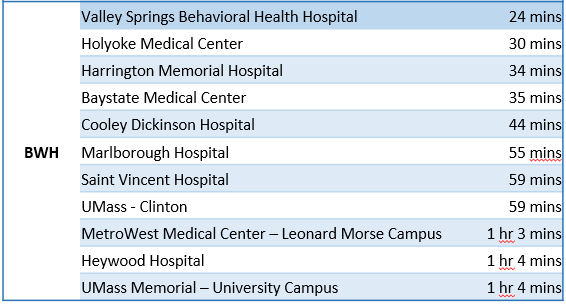 Valley Springs Behavioral Health Hospital 24 mins
Holyoke Medical Center 30 mins
Harrington Memorial Hospital 34 mins
Baystate Medical Center 35 mins
Cooley Dickinson Hospital 44 mins
BWH Marlborough Hospital 55 mins
Saint Vincent Hospital 59 mins
UMass - Clinton 59 mins
MetroWest Medical Center – Leonard Morse Campus 1 hr 3 mins
Heywood Hospital 1 hr 4 mins
UMass Memorial – University Campus 1 hr 4 mins